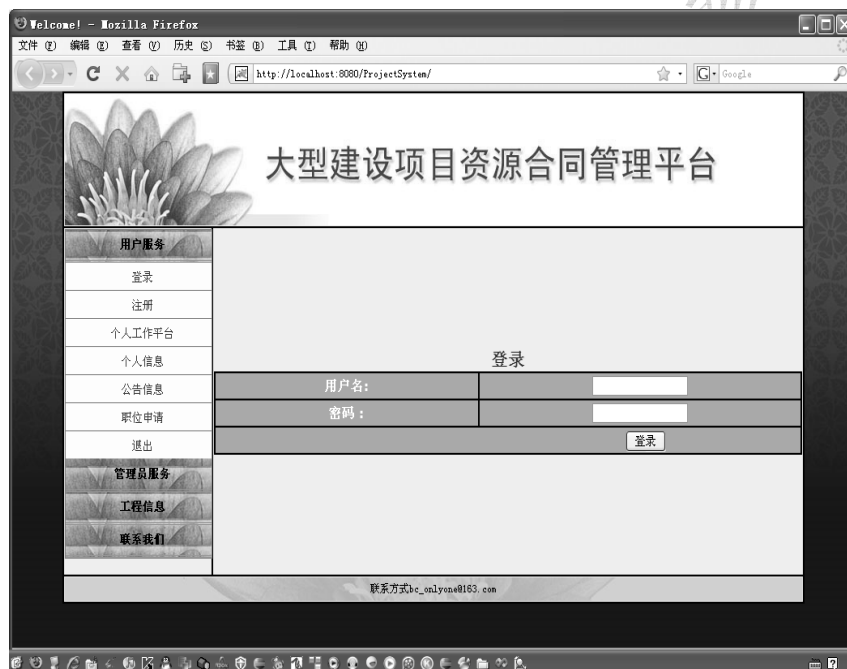 Welcome! - Mozilla Firefox
文件 (F) 编辑 (E) 查看 (V) 历史 (S) 书签 (B) 工具 (T) 帮助 (H)
http://localhost:8080/ProjectSystem/
G Google
大型建设项目资源合同管理平台
用户服务
登录
注册
个人工作平台
个人信息
公告信息
职位申请
退出
管理员服务
工程信息
联系我们
登录
用户名:
密码：
登录
联系方式bc_onlyone@163.com